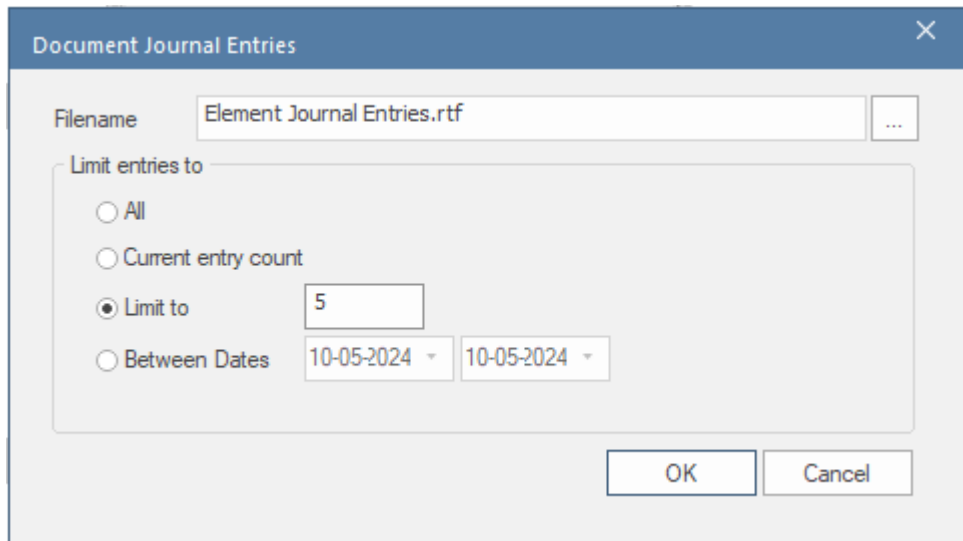 Document Journal Entries
Filename Element Journal Entries.rtf ...
Limit entries to
All
Current entry count
Limit to 5
Between Dates 10-05-2024 10-05-2024
OK Cancel